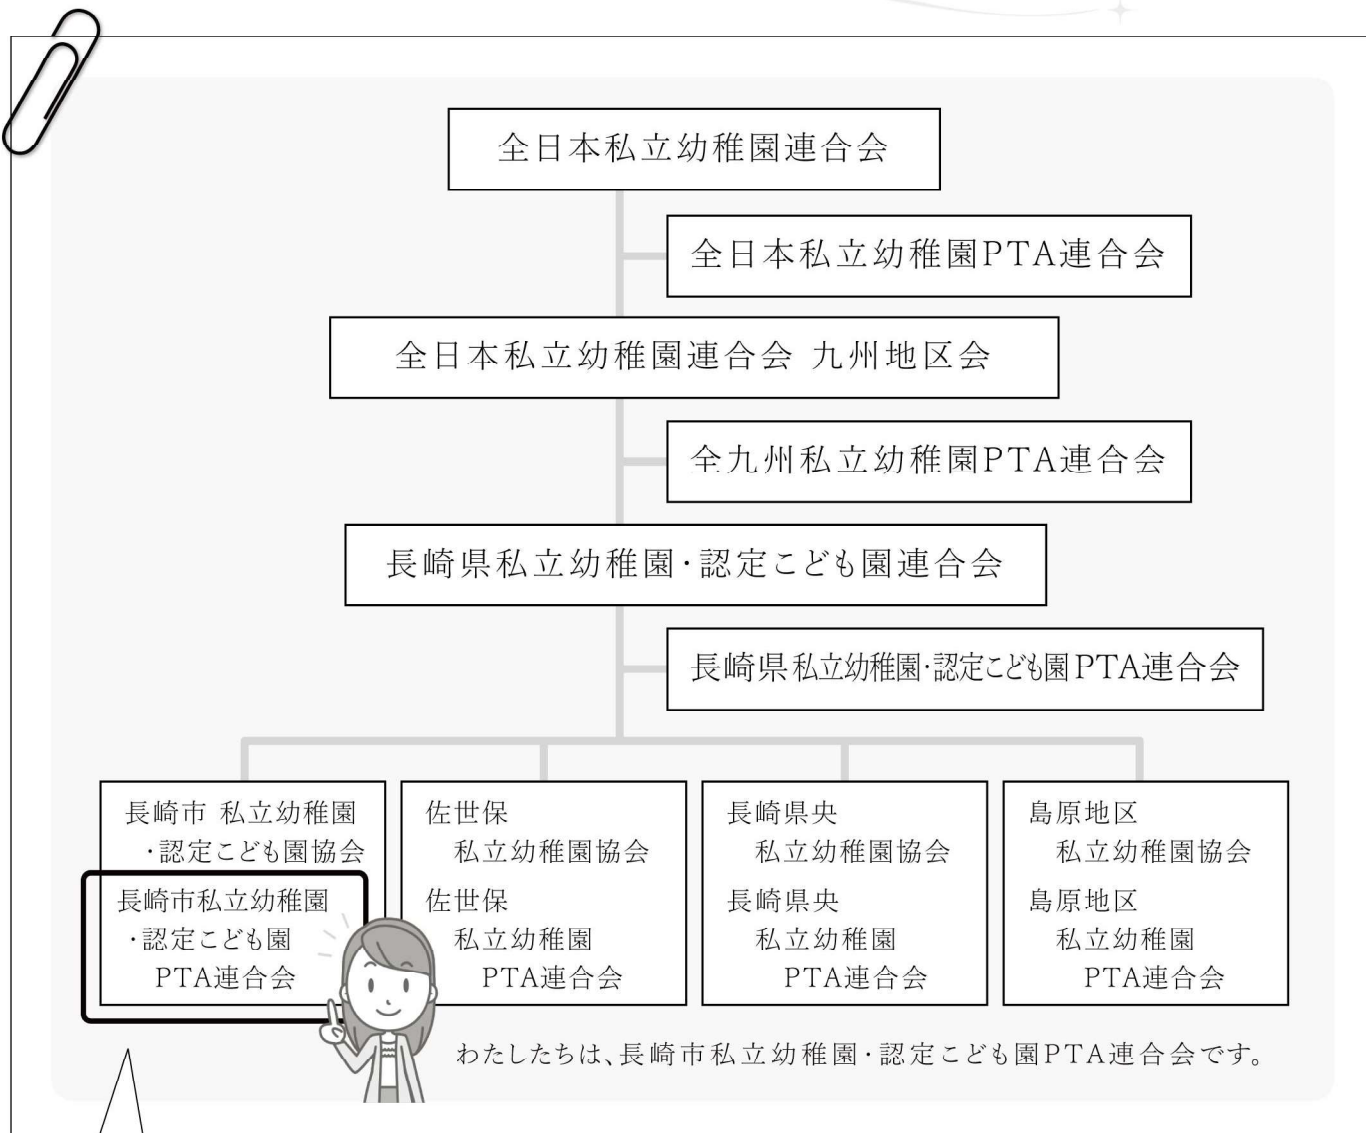 全日本私立幼稚園連合会
全日本私立幼稚園PTA連合会
全日本私立幼稚園連合会 九州地区会
全九州私立幼稚園PTA連合会
長崎県私立幼稚園・認定こども園連合会
長崎県私立幼稚園・認定こども園PTA連合会
長崎市 私立幼稚園
・認定こども園協会
長崎市私立幼稚園
・認定こども園
PTA連合会
佐世保
私立幼稚園協会
佐世保
私立幼稚園
PTA連合会
長崎県央
私立幼稚園協会
長崎県央
私立幼稚園
PTA連合会
島原地区
私立幼稚園協会
島原地区
私立幼稚園
PTA連合会
わたしたちは、長崎市私立幼稚園・認定こども園PTA連合会です。